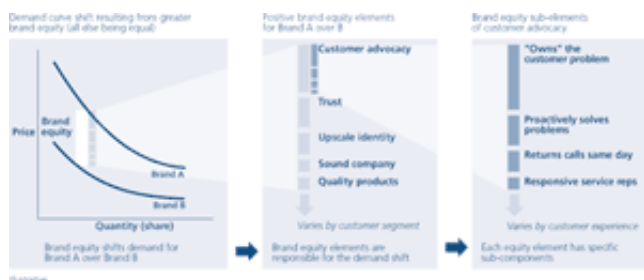 Demand curve shift resulting from greater
brand equity (all else being equal)
Price
Brand
equity
Brand A
Brand B
Quantity (share)
Brand equity shifts demand for
Brand A over Brand B
Positive brand equity elements
for Brand A over B
Customer advocacy
Trust
Upscale identity
Sound company
Quality products
Varies by customer segment
Brand equity elements are
responsible for the demand shift
Brand equity sub-elements
of customer advocacy
"Owns" the
customer problem
Proactively solves
problems
Returns calls same day
Responsive service reps
Varies by customer experience
Each equity element has specific
sub-components